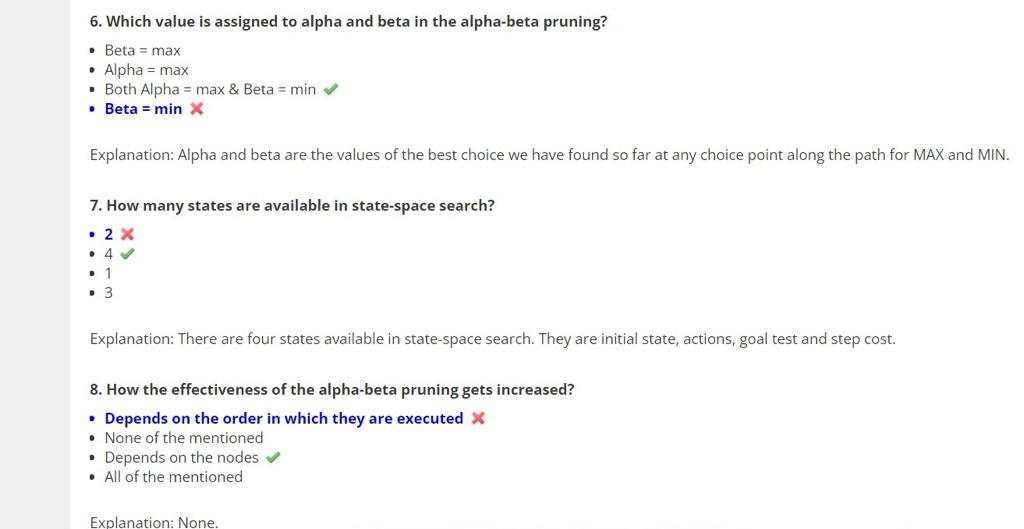 6. Which value is assigned to alpha and beta in the alpha-beta pruning?
• Beta = max
• Alpha = max
• Both Alpha = max & Beta = min ✔
• Beta = min ✖
Explanation: Alpha and beta are the values of the best choice we have found so far at any choice point along the path for MAX and MIN.
7. How many states are available in state-space search?
• 2 ✖
• 4 ✔
• 1
• 3
Explanation: There are four states available in state-space search. They are initial state, actions, goal test and step cost.
8. How the effectiveness of the alpha-beta pruning gets increased?
• Depends on the order in which they are executed ✖
• None of the mentioned
• Depends on the nodes ✔
• All of the mentioned
Explanation: None.